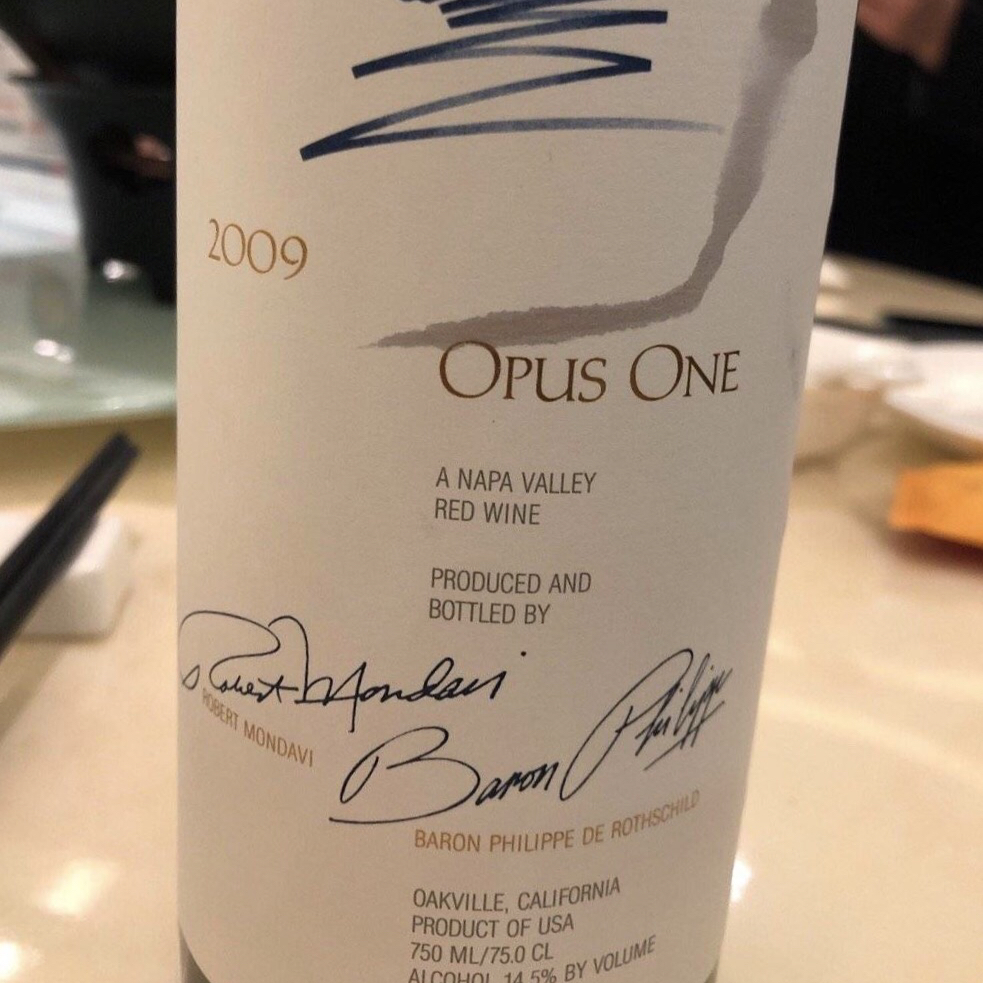 2009
OPUS ONE
A NAPA VALLEY
RED WINE
PRODUCED AND
BOTTLED BY
Robert Mondavi
ROBERT MONDAVI
Baron Philippe
BARON PHILIPPE DE ROTHSCHILD
OAKVILLE, CALIFORNIA
PRODUCT OF USA
750 ML/75.0 CL
ALCOHOL 14.5% BY VOLUME